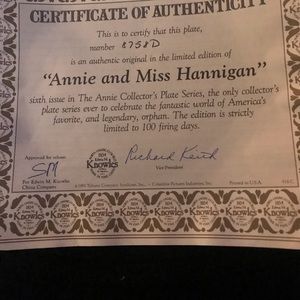 CERTIFICATE OF AUTHENTICITY
This is to certify that this plate,
number 8758D
is an authentic original in the limited edition of
“Annie and Miss Hannigan”
sixth issue in The Annie Collector's Plate Series, the only collector's
plate series ever to celebrate the fantastic world of America's
favorite, and legendary, orphan. The edition is strictly
limited to 100 firing days.
Approved for release
Richard Keith
For Edwin M. Knowles
China Company
Vice President
Printed in U.S.A.
Edwin M.
KNOWLES